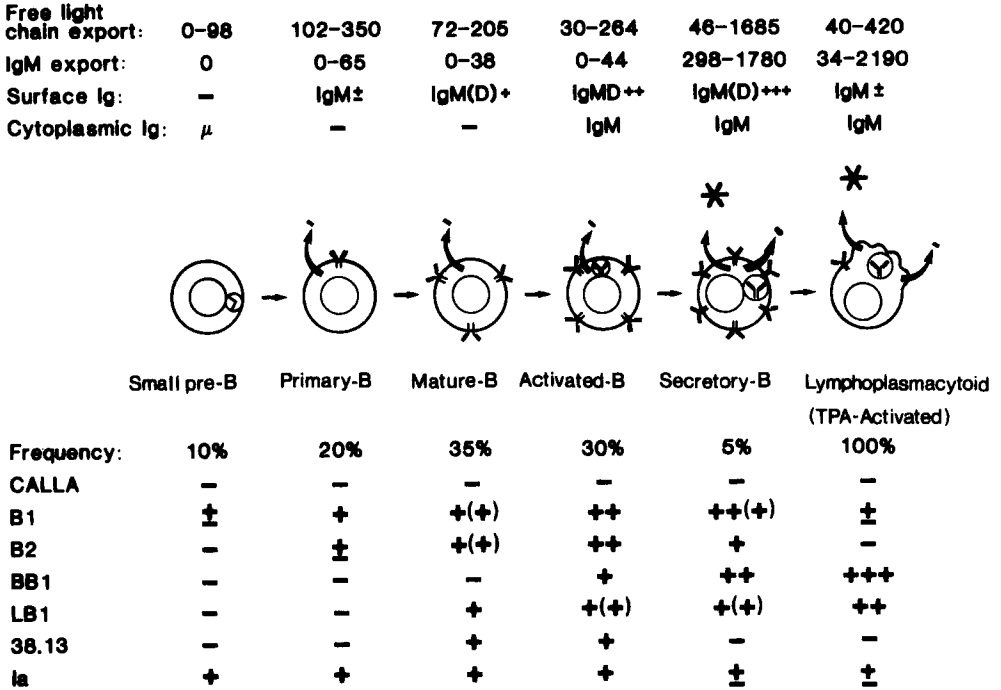 Free light
chain export: 0-98 102-350 72-205 30-264 46-1685 40-420
IgM export: 0 0-65 0-38 0-44 298-1780 34-2190
Surface Ig: – IgM± IgM(D)+ IgMD++ IgM(D)+++ IgM±
Cytoplasmic Ig: μ – – IgM IgM IgM
Small pre-B Primary-B Mature-B Activated-B Secretory-B Lymphoplasmacytoid
(TPA-Activated)
Frequency: 10% 20% 35% 30% 5% 100%
CALLA – – – – – –
B1 ± + +(+) ++ ++(+) ±
B2 – ± +(+) ++ + –
BB1 – – – + ++ +++
LB1 – – + +(+) +(+) ++
38.13 – – + + – –
Ia + + + + ± ±